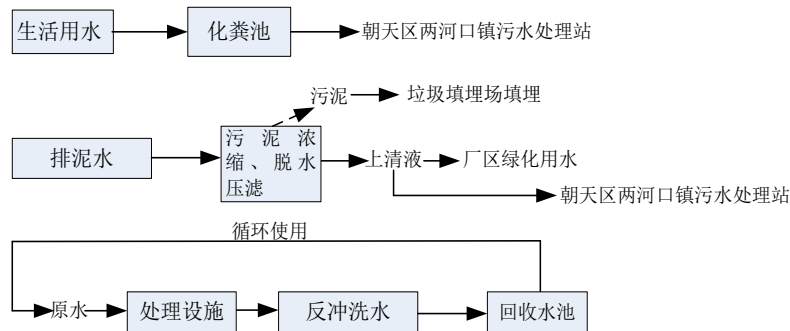 生活用水 化粪池 朝天区两河口镇污水处理站
污泥 垃圾填埋场填埋
排泥水
污泥浓
缩、脱水
压滤
上清液 厂区绿化用水
朝天区两河口镇污水处理站
循环使用
原水 处理设施 反冲洗水 回收水池